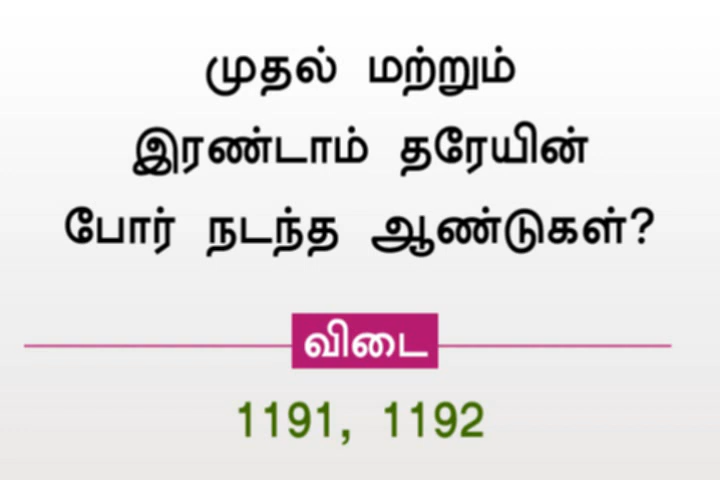 முதல் மற்றும்
இரண்டாம் தரேயின்
போர் நடந்த ஆண்டுகள்?
விடை
1191, 1192